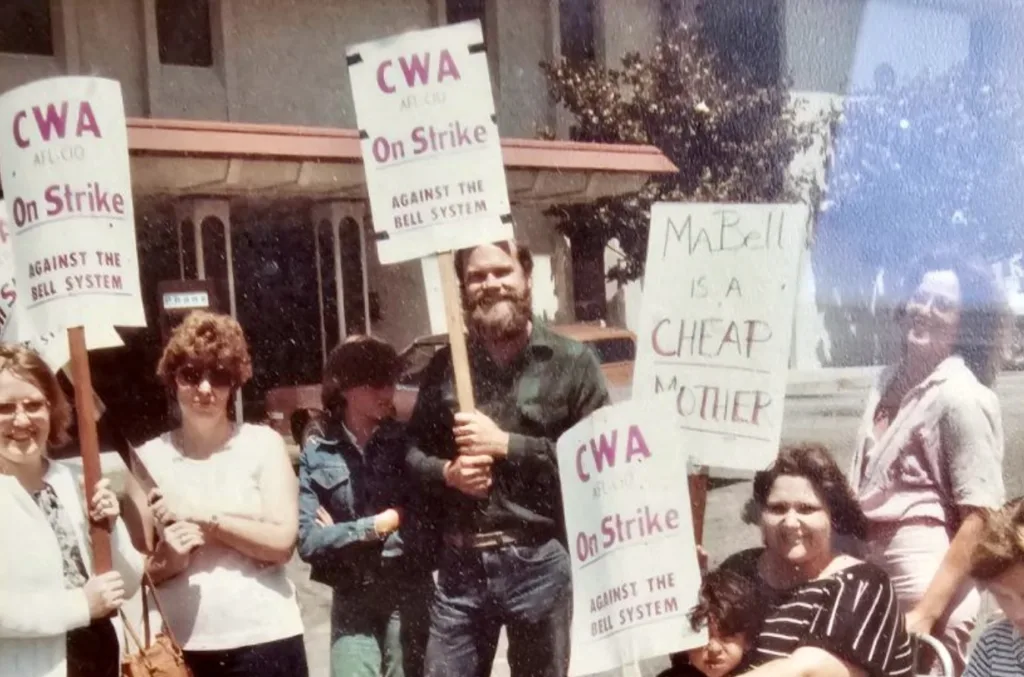 CWA
AFL-CIO
On Strike
AGAINST THE
BELL SYSTEM
CWA
AFL-CIO
On Strike
AGAINST THE
BELL SYSTEM
Phone
MaBell
IS A
CHEAP
MOTHER
CWA
AFL-CIO
On Strike
AGAINST THE
BELL SYSTEM